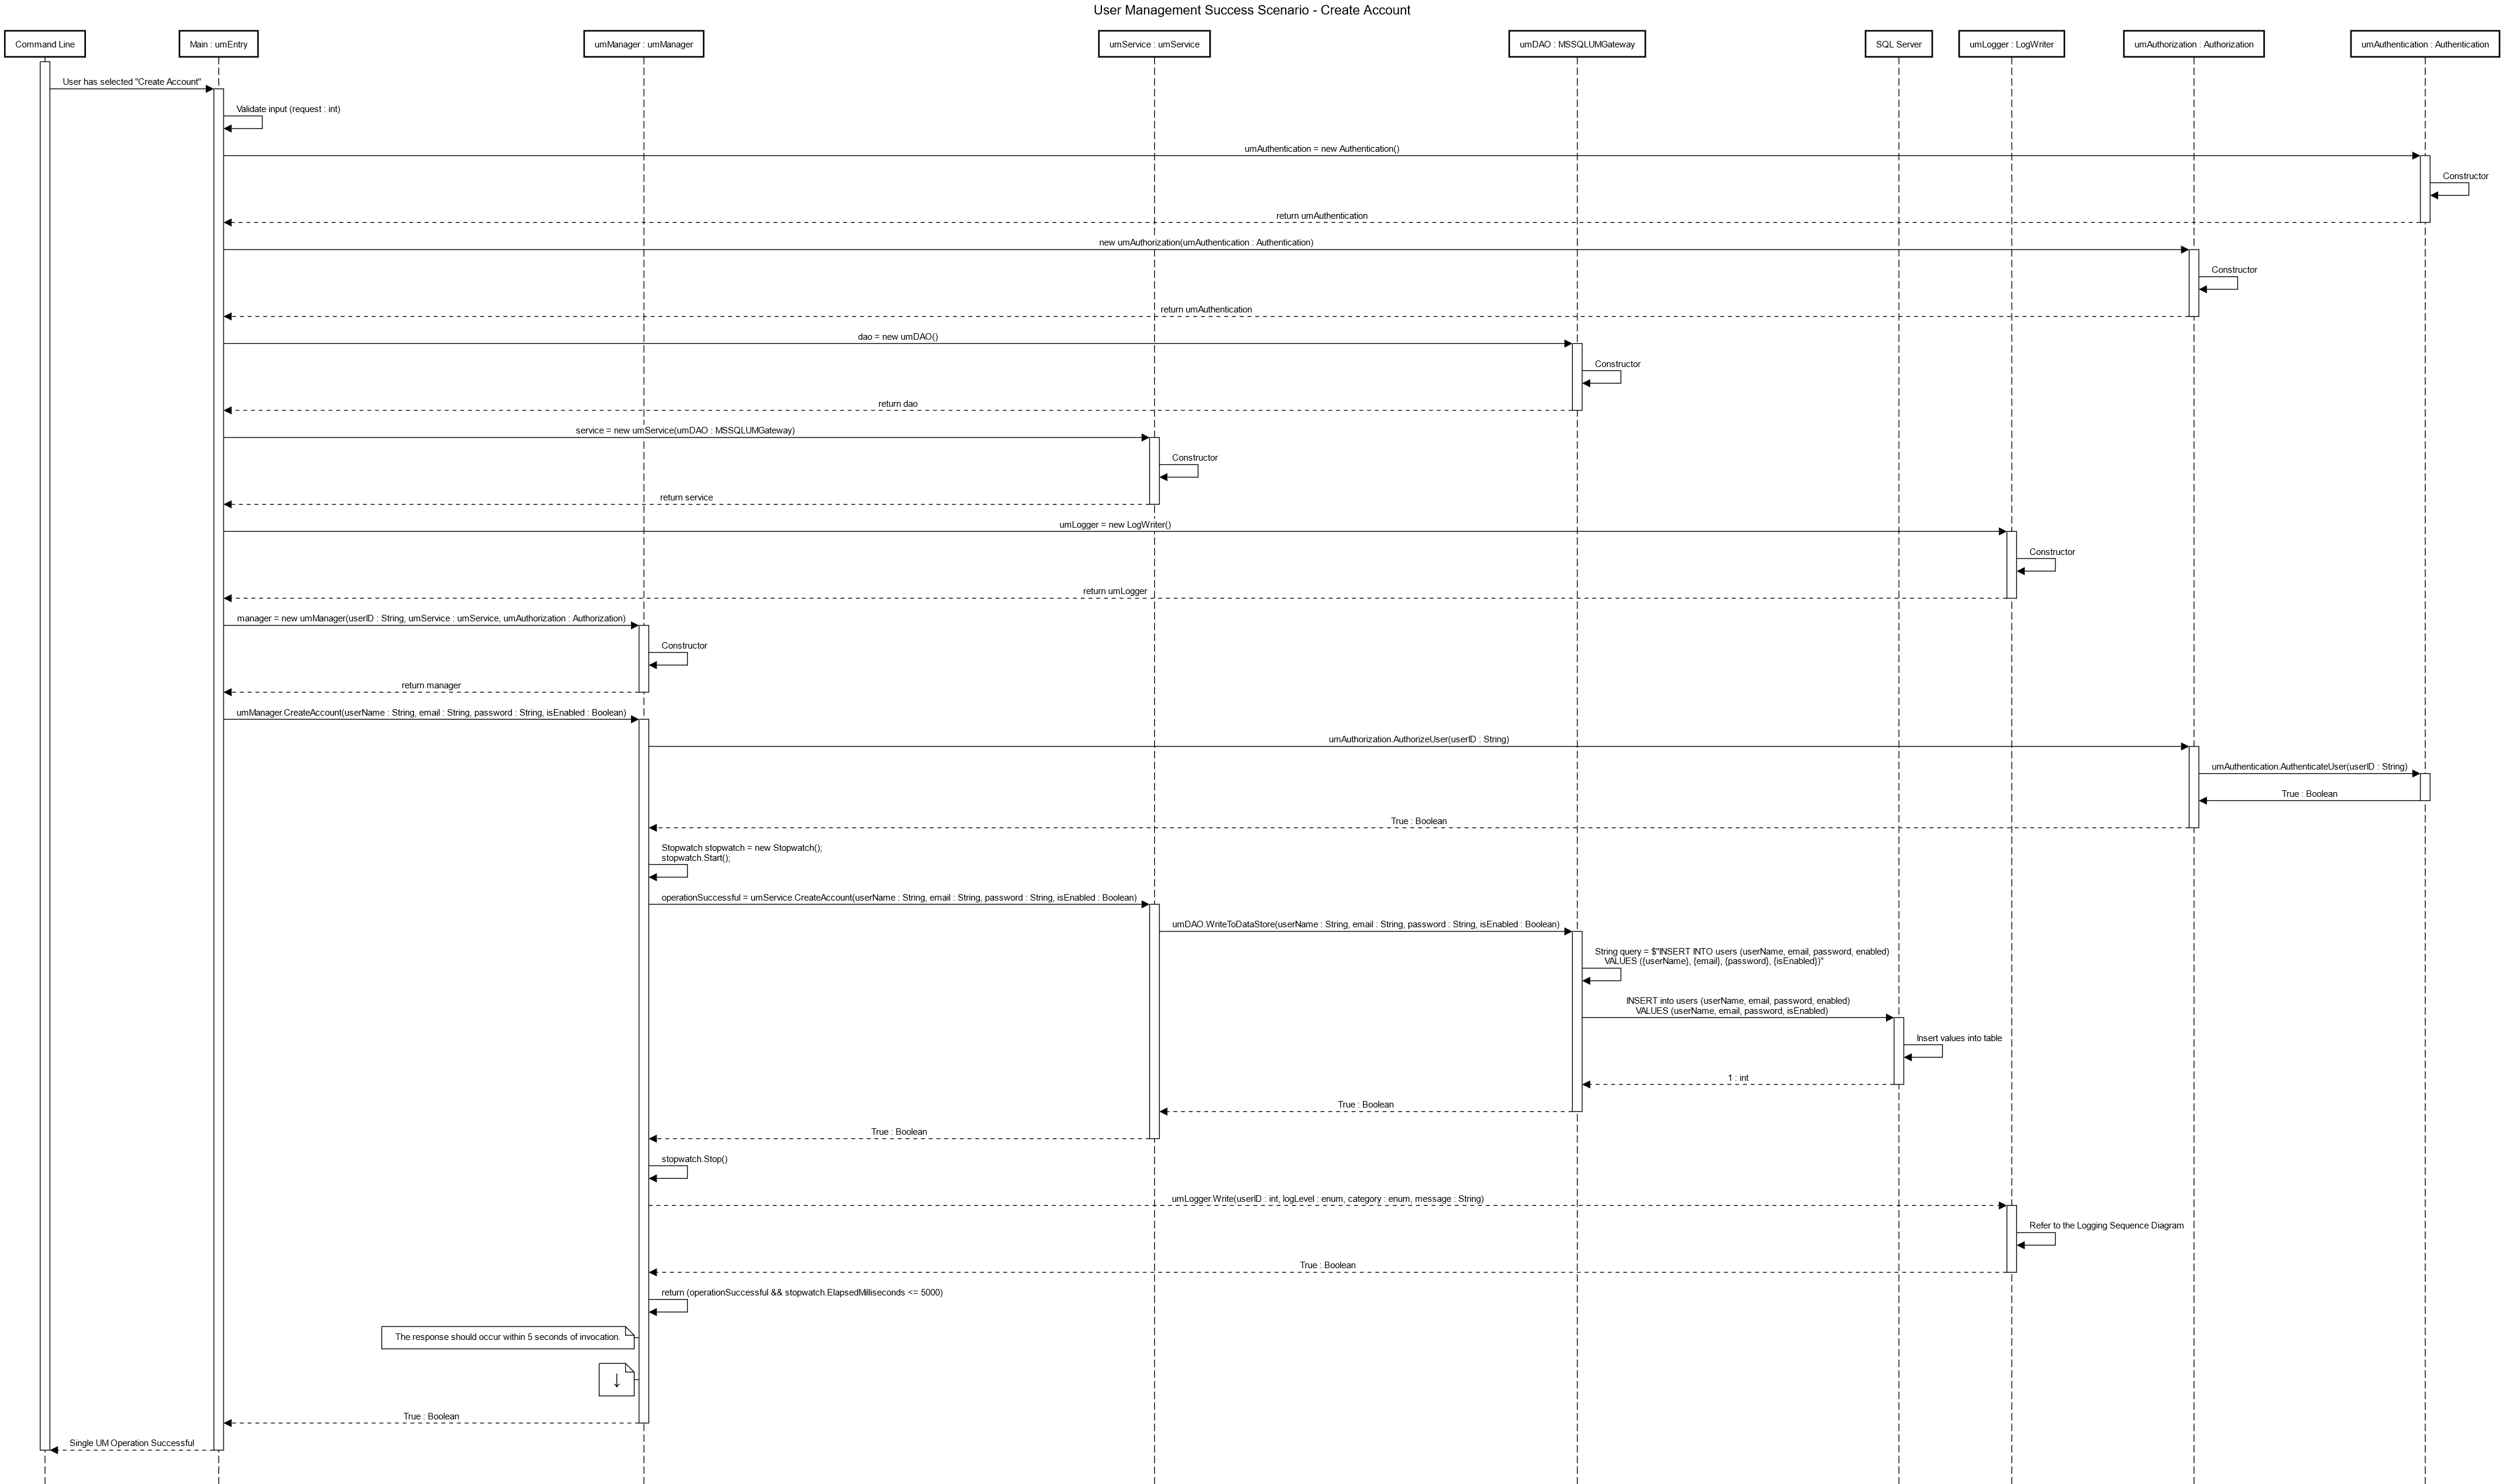 User Management Success Scenario - Create Account
Command Line
Main : umEntry
umManager : umManager
umService : umService
umDAO : MSSQLUMGateway
SQL Server
umLogger : LogWriter
umAuthorization : Authorization
umAuthentication : Authentication
User has selected "Create Account"
Validate input (request : int)
umAuthentication = new Authentication()
Constructor
return umAuthentication
new umAuthorization(umAuthentication : Authentication)
Constructor
return umAuthentication
dao = new umDAO()
Constructor
return dao
service = new umService(umDAO : MSSQLUMGateway)
Constructor
return service
umLogger = new LogWriter()
Constructor
return umLogger
manager = new umManager(userID : String, umService : umService, umAuthorization : Authorization)
Constructor
return manager
umManager.CreateAccount(userName : String, email : String, password : String, isEnabled : Boolean)
umAuthorization.AuthorizeUser(userID : String)
umAuthentication.AuthenticateUser(userID : String)
True : Boolean
True : Boolean
Stopwatch stopwatch = new Stopwatch();
stopwatch.Start();
operationSuccessful = umService.CreateAccount(userName : String, email : String, password : String, isEnabled : Boolean)
umDAO.WriteToDataStore(userName : String, email : String, password : String, isEnabled : Boolean)
String query = $"INSERT INTO users (userName, email, password, enabled)
VALUES ({userName}, {email}, {password}, {isEnabled})"
INSERT into users (userName, email, password, enabled)
VALUES (userName, email, password, isEnabled)
Insert values into table
1 : int
True : Boolean
True : Boolean
stopwatch.Stop()
umLogger.Write(userID : int, logLevel : enum, category : enum, message : String)
Refer to the Logging Sequence Diagram
True : Boolean
return (operationSuccessful && stopwatch.ElapsedMilliseconds <= 5000)
The response should occur within 5 seconds of invocation.
↓
True : Boolean
Single UM Operation Successful